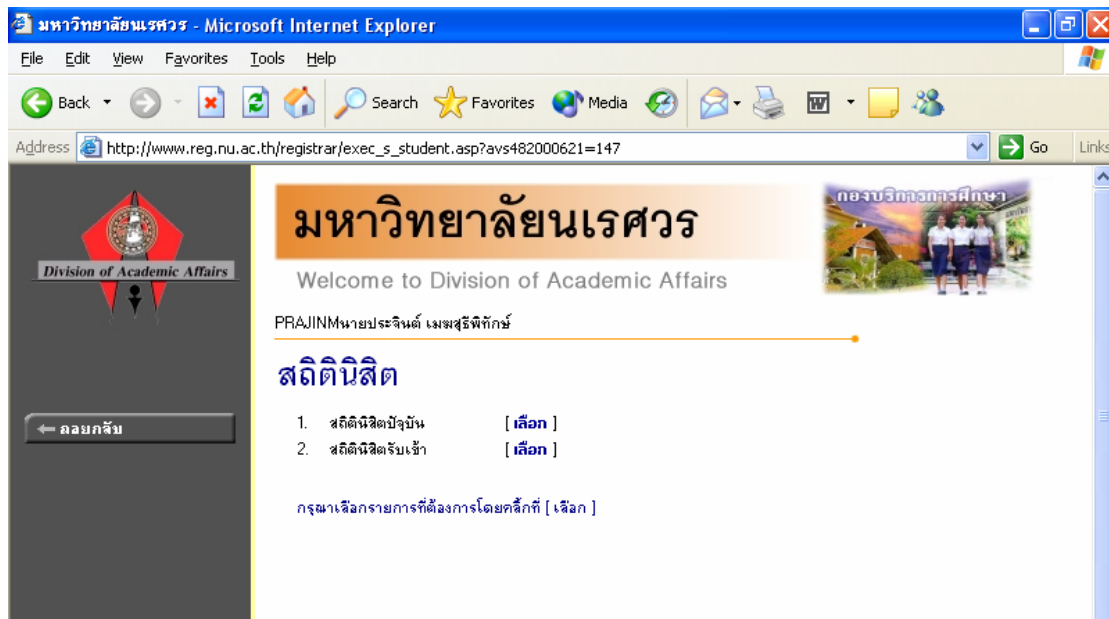 มหาวิทยาลัยนเรศวร - Microsoft Internet Explorer
File Edit View Favorites Tools Help
Back Search Favorites Media
Address http://www.reg.nu.ac.th/registrar/exec_s_student.asp?avs482000621=147 Go Links
Division of Academic Affairs
มหาวิทยาลัยนเรศวร
กองบริการการศึกษา
Welcome to Division of Academic Affairs
PRAJINMนายประจินต์ เมฆสุธีพิทักษ์
สถิตินิสิต
ถอยกลับ
1. สถิตินิสิตปัจุบัน [ เลือก ]
2. สถิตินิสิตรับเข้า [ เลือก ]
กรุณาเลือกรายการที่ต้องการโดยคลิ้กที่ [ เลือก ]